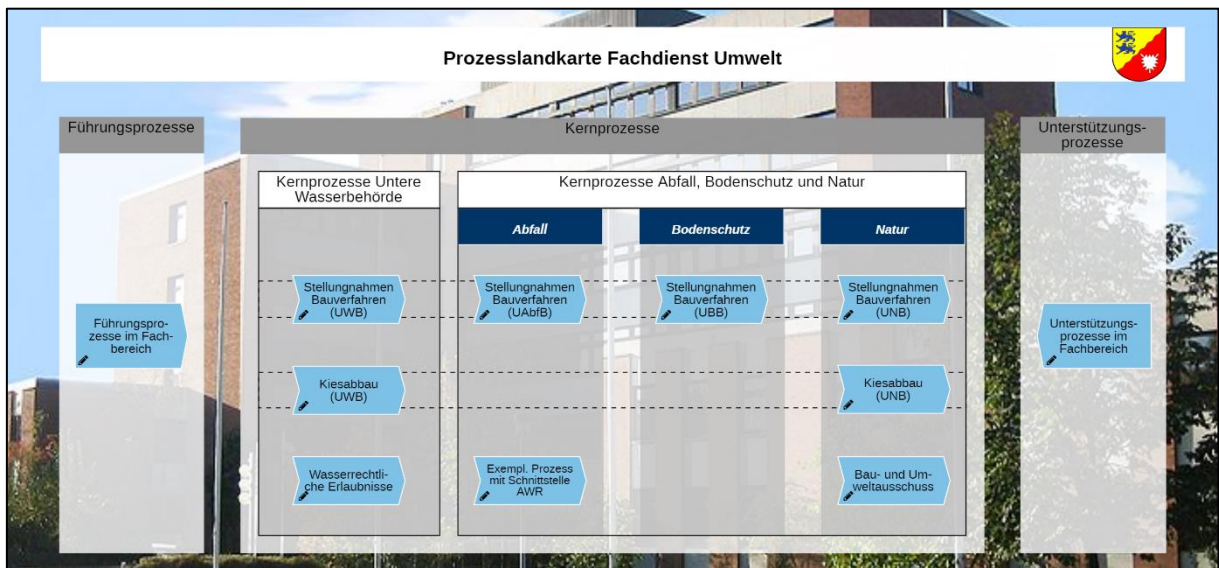 Prozesslandkarte Fachdienst Umwelt
Führungsprozesse
Kernprozesse
Unterstützungs-
prozesse
Kernprozesse Untere
Wasserbehörde
Kernprozesse Abfall, Bodenschutz und Natur
Abfall
Bodenschutz
Natur
Stellungnahmen
Bauverfahren
(UWB)
Stellungnahmen
Bauverfahren
(UAbfB)
Stellungnahmen
Bauverfahren
(UBB)
Stellungnahmen
Bauverfahren
(UNB)
Führungspro-
zesse im Fach-
bereich
Unterstützungs-
prozesse im
Fachbereich
Kiesabbau
(UWB)
Kiesabbau
(UNB)
Wasserrechtli-
che Erlaubnisse
Exempl. Prozess
mit Schnittstelle
AWR
Bau- und Um-
weltausschuss